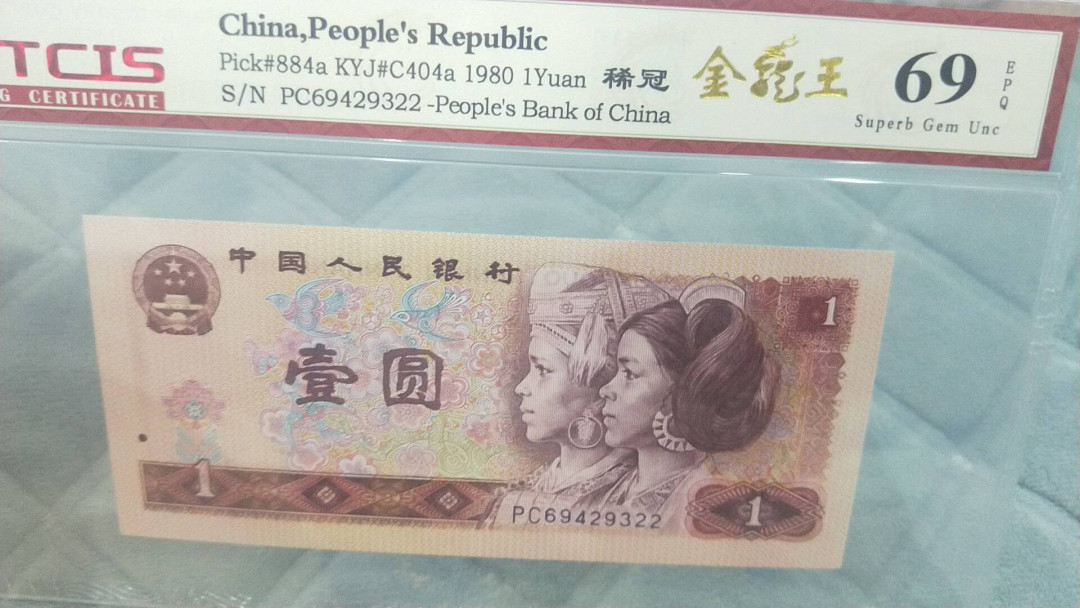 TCIS
G CERTIFICATE
China,People's Republic
Pick#884a KYJ#C404a 1980 1Yuan 稀冠
S/N PC69429322 -People's Bank of China
金龍王
69
EPQ
Superb Gem Unc
中国人民银行
1
壹圆
1
PC69429322
1